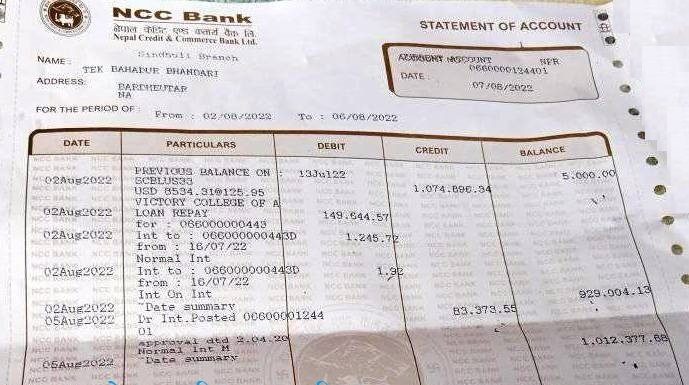 NCC Bank
नेपाल क्रेडिट एण्ड कमर्स बैंक लि.
Nepal Credit & Commerce Bank Ltd.
Sindhuli Branch
STATEMENT OF ACCOUNT
NAME : TEK BAHADUR BHANDARI
ADDRESS: BARDHEUTAR
NA
ACCOUNT NPR
0660000124401
DATE : 07/08/2022
FOR THE PERIOD OF : From : 02/08/2022 To : 06/08/2022
DATE PARTICULARS DEBIT CREDIT BALANCE
PREVIOUS BALANCE ON : 13Jul22 5.000.00
02Aug2022 SCBLUS33 1.074.896.34
USD 8534.31@125.95
VICTORY COLLEGE OF A
02Aug2022 LOAN REPAY 149.644.57
for : 066000000443
02Aug2022 Int to : 066000000443D 1.245.72
from : 16/07/22
Normal Int
02Aug2022 Int to : 066000000443D 1.92
from : 16/07/22
Int On Int
02Aug2022 Date summary 929.004.13
05Aug2022 Dr Int.Posted 06600001244 83.373.55
01
approval dtd 2.04.20
Normal Int M
05Aug2022 Date summary 1.012.377.68